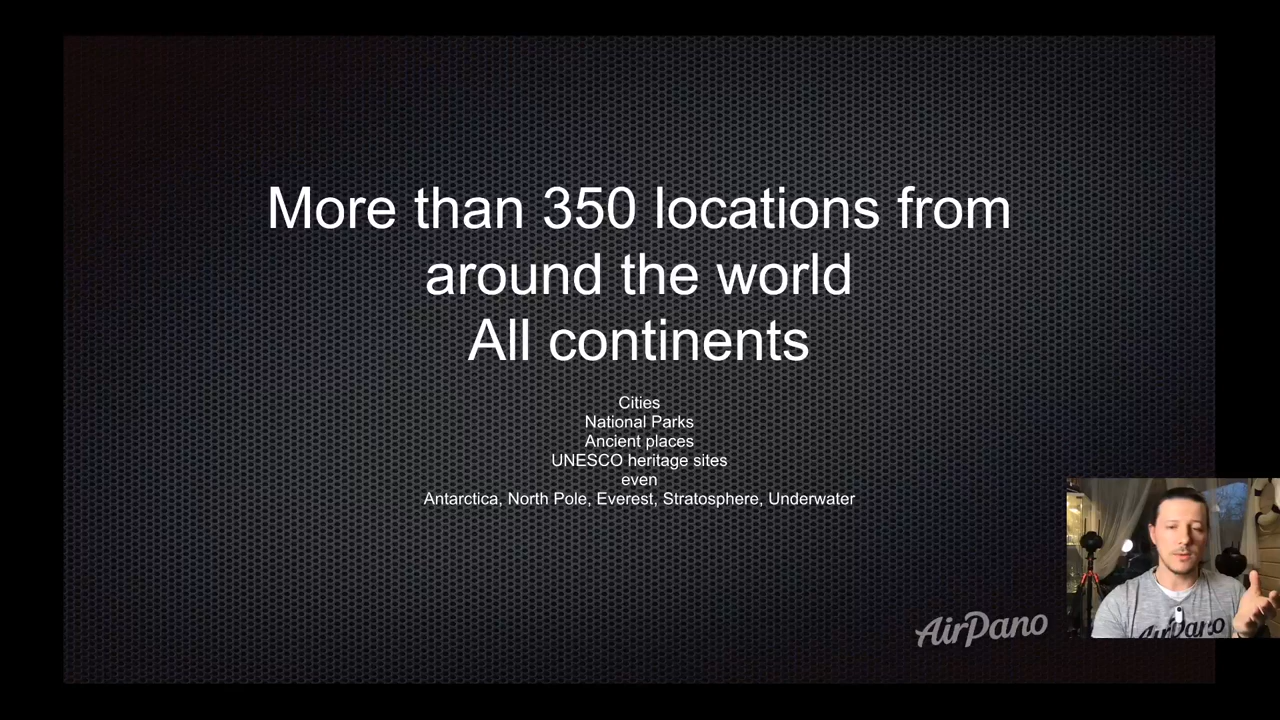 More than 350 locations from
around the world
All continents
Cities
National Parks
Ancient places
UNESCO heritage sites
even
Antarctica, North Pole, Everest, Stratosphere, Underwater
AirPano
AirPano